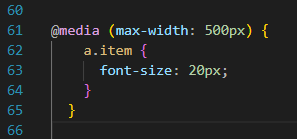 60
61 @media (max-width: 500px) {
62 a.item {
63 font-size: 20px;
64 }
65 }
66